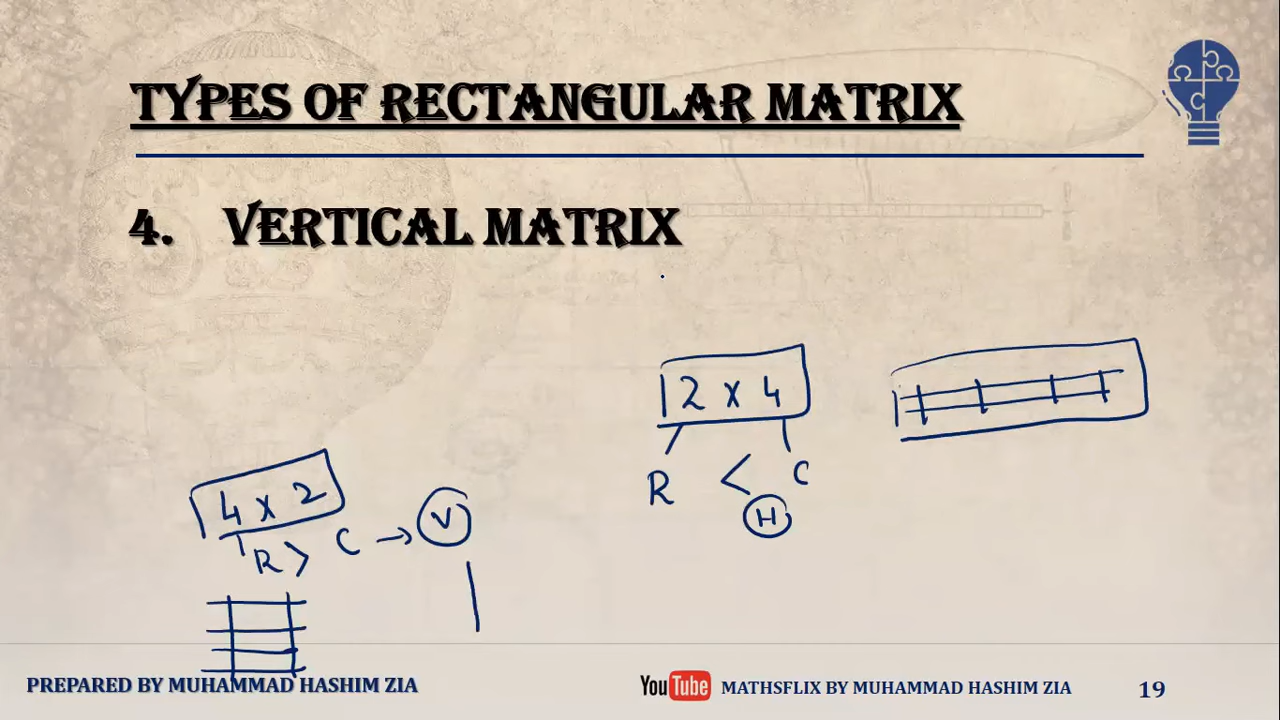 TYPES OF RECTANGULAR MATRIX
4. VERTICAL MATRIX
2 x 4
R < C
H
4 x 2
R > C → V
PREPARED BY MUHAMMAD HASHIM ZIA
YouTube MATHSFLIX BY MUHAMMAD HASHIM ZIA
19